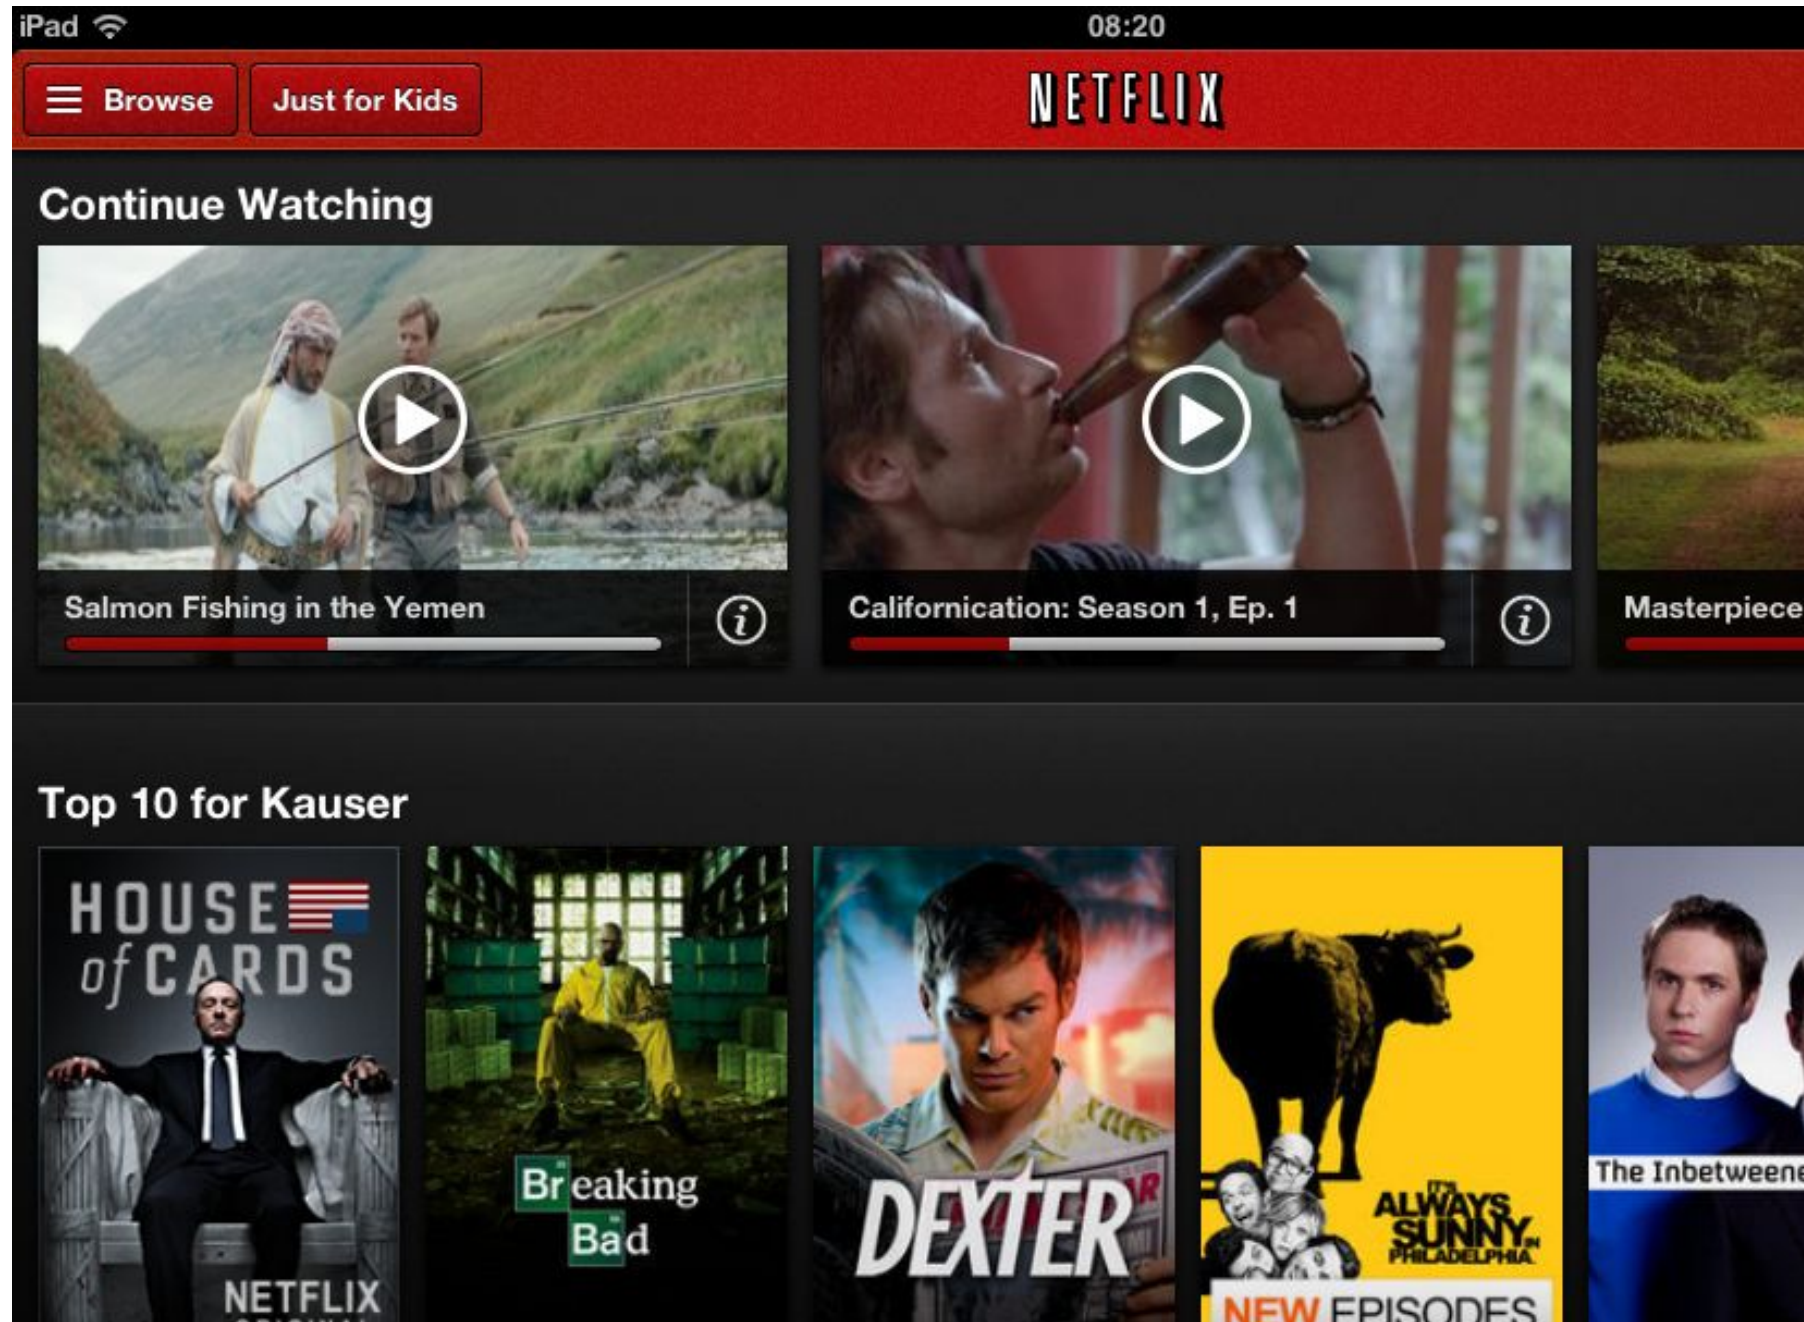 iPad 08:20
Browse Just for Kids NETFLIX
Continue Watching
Salmon Fishing in the Yemen
Californication: Season 1, Ep. 1
Masterpiece
Top 10 for Kauser
HOUSE
of CARDS
NETFLIX
Breaking
Bad
DEXTER
IT'S
ALWAYS
SUNNY IN
PHILADELPHIA
NEW EPISODES
The Inbetweene